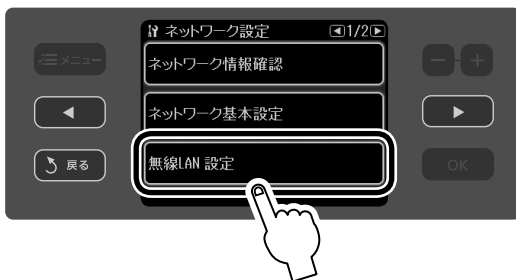 ネットワーク設定 1/2
メニュー
ネットワーク情報確認
ネットワーク基本設定
戻る
無線LAN 設定
OK